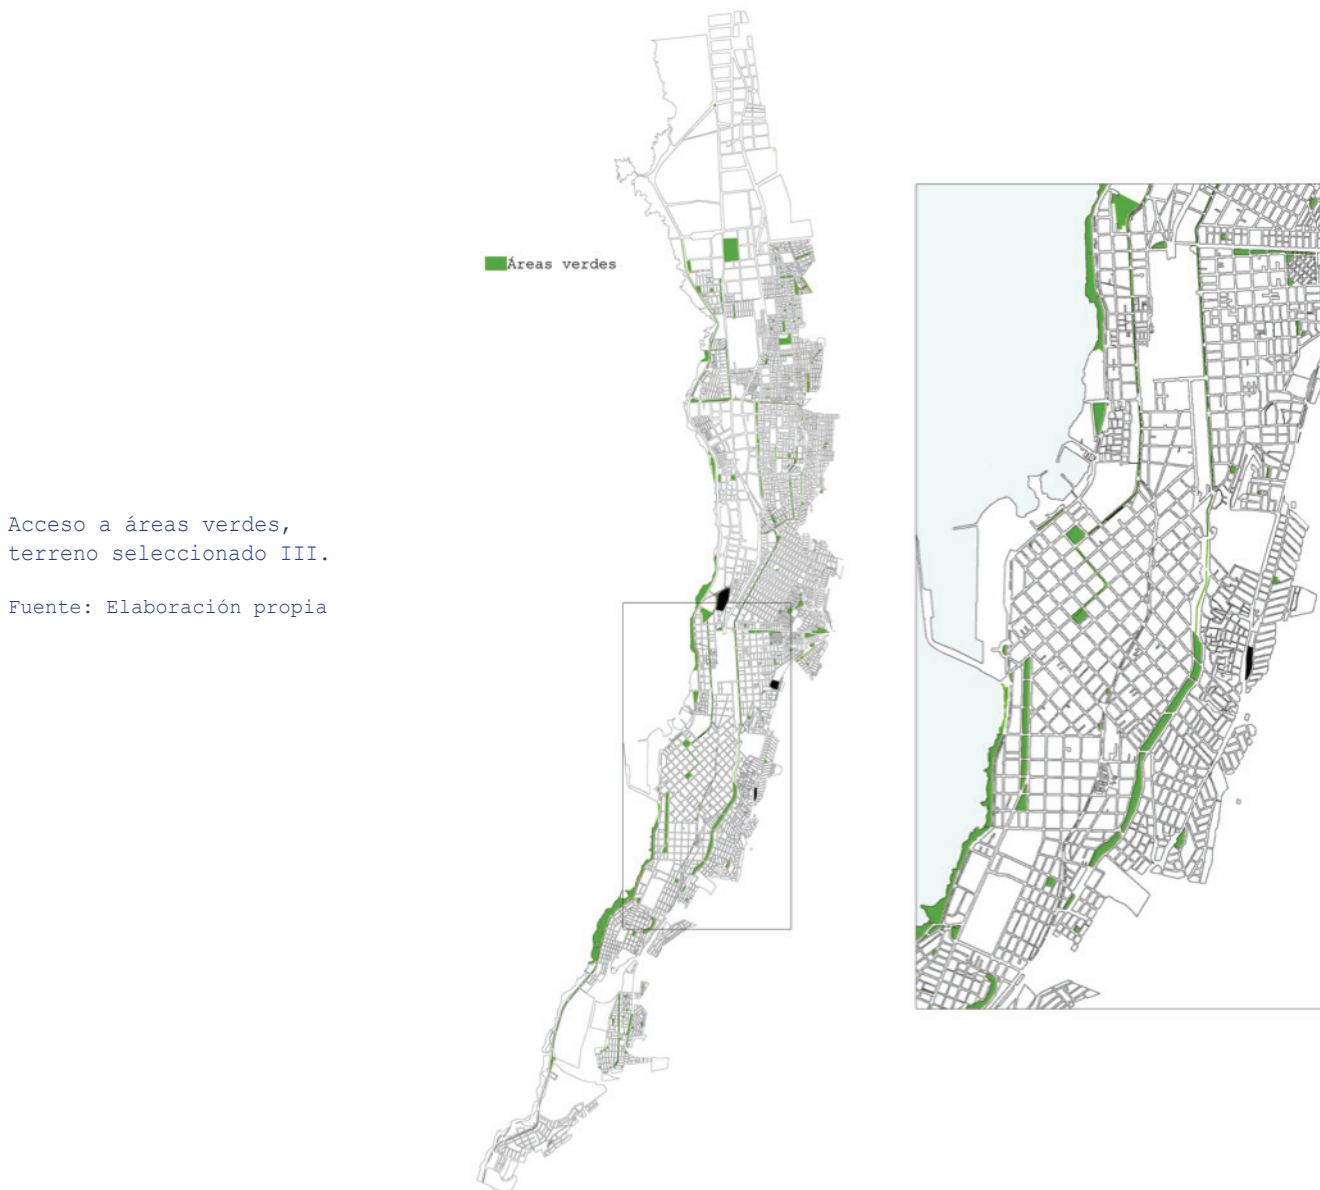 Áreas verdes
Acceso a áreas verdes,
terreno seleccionado III.
Fuente: Elaboración propia